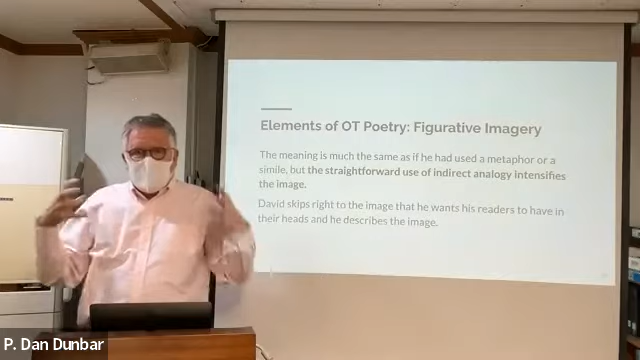 Elements of OT Poetry: Figurative Imagery
The meaning is much the same as if he had used a metaphor or a
simile, but the straightforward use of indirect analogy intensifies
the image.
David skips right to the image that he wants his readers to have in
their heads and he describes the image.
P. Dan Dunbar